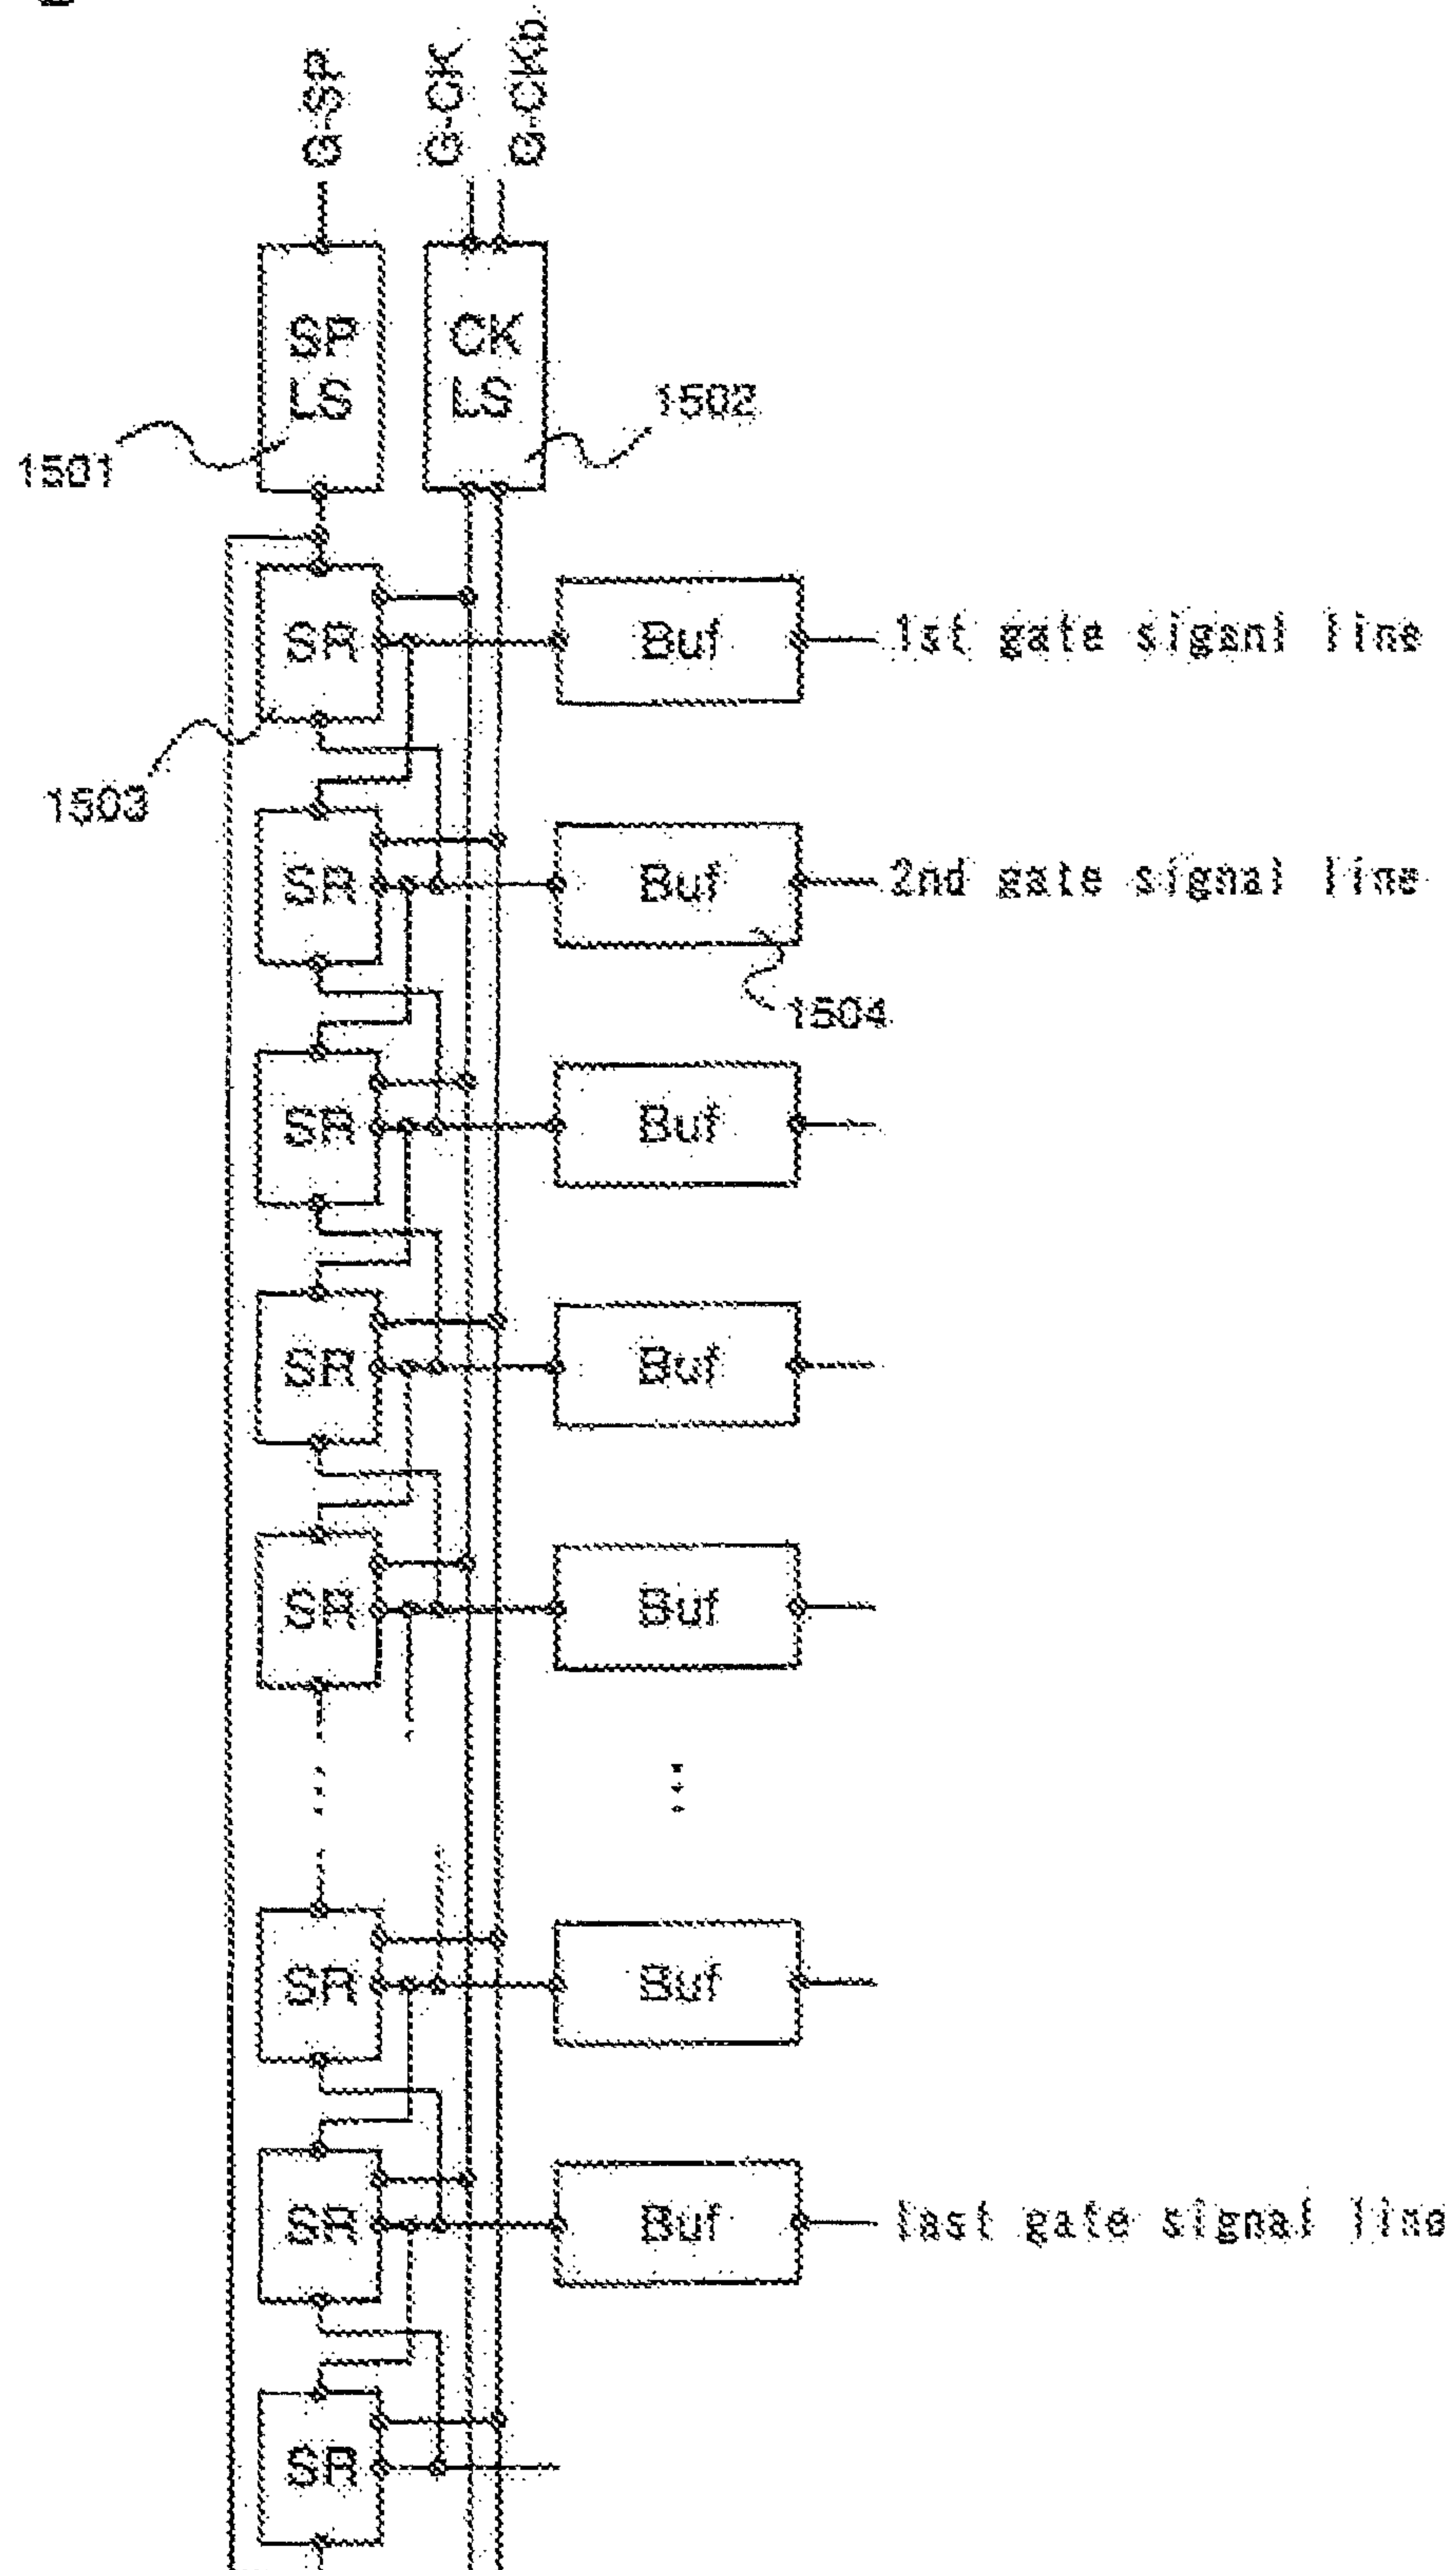 G-SP
G-CK
G-CKb
SP
LS
CK
LS
1501
1502
SR
Buf
1st gate siganl line
1503
SR
Buf
2nd gate signal line
1504
SR
Buf
SR
Buf
SR
Buf
SR
Buf
SR
Buf
last gate signal line
SR